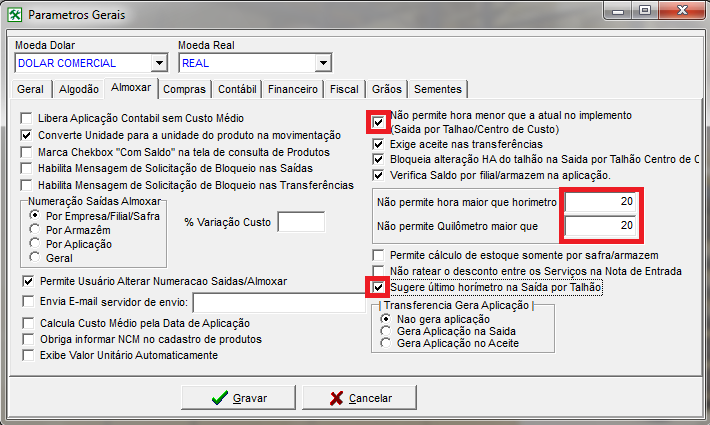 Parametros Gerais
Moeda Dolar
Moeda Real
DOLAR COMERCIAL
REAL
Geral
Algodão
Almoxar
Compras
Contábil
Financeiro
Fiscal
Grãos
Sementes
Libera Aplicação Contabil sem Custo Médio
Converte Unidade para a unidade do produto na movimentação
Marca Chekbox "Com Saldo" na tela de consulta de Produtos
Habilita Mensagem de Solicitação de Bloqueio nas Saídas
Habilita Mensagem de Solicitação de Bloqueio nas Transferências
Numeração Saídas Almoxar
Por Empresa/Filial/Safra
Por Armazêm
Por Aplicação
Geral
% Variação Custo
Permite Usuário Alterar Numeracao Saidas/Almoxar
Envia E-mail
servidor de envio:
Calcula Custo Médio pela Data de Aplicação
Obriga informar NCM no cadastro de produtos
Exibe Valor Unitário Automaticamente
Não permite hora menor que a atual no implemento
(Saida por Talhao/Centro de Custo)
Exige aceite nas transferências
Bloqueia alteração HA do talhão na Saida por Talhão Centro de C
Verifica Saldo por filial/armazem na aplicação.
Não permite hora maior que horimetro
20
Não permite Quilômetro maior que
20
Permite cálculo de estoque somente por safra/armazem
Não ratear o desconto entre os Serviços na Nota de Entrada
Sugere último horímetro na Saída por Talhão
Transferencia Gera Aplicação
Nao gera aplicação
Gera Aplicação na Saida
Gera Aplicação no Aceite
Gravar
Cancelar